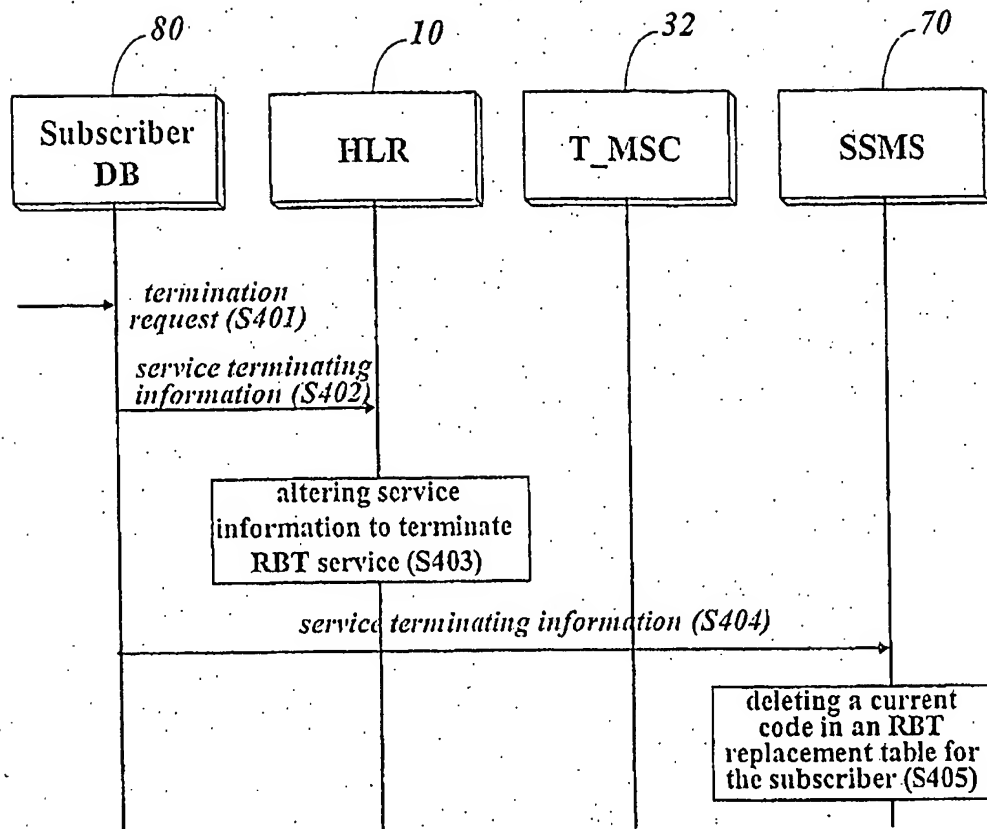 80
10
32
70
Subscriber
DB
HLR
T_MSC
SSMS
termination
request (S401)
service terminating
information (S402)
altering service
information to terminate
RBT service (S403)
service terminating information (S404)
deleting a current
code in an RBT
replacement table for
the subscriber (S405)